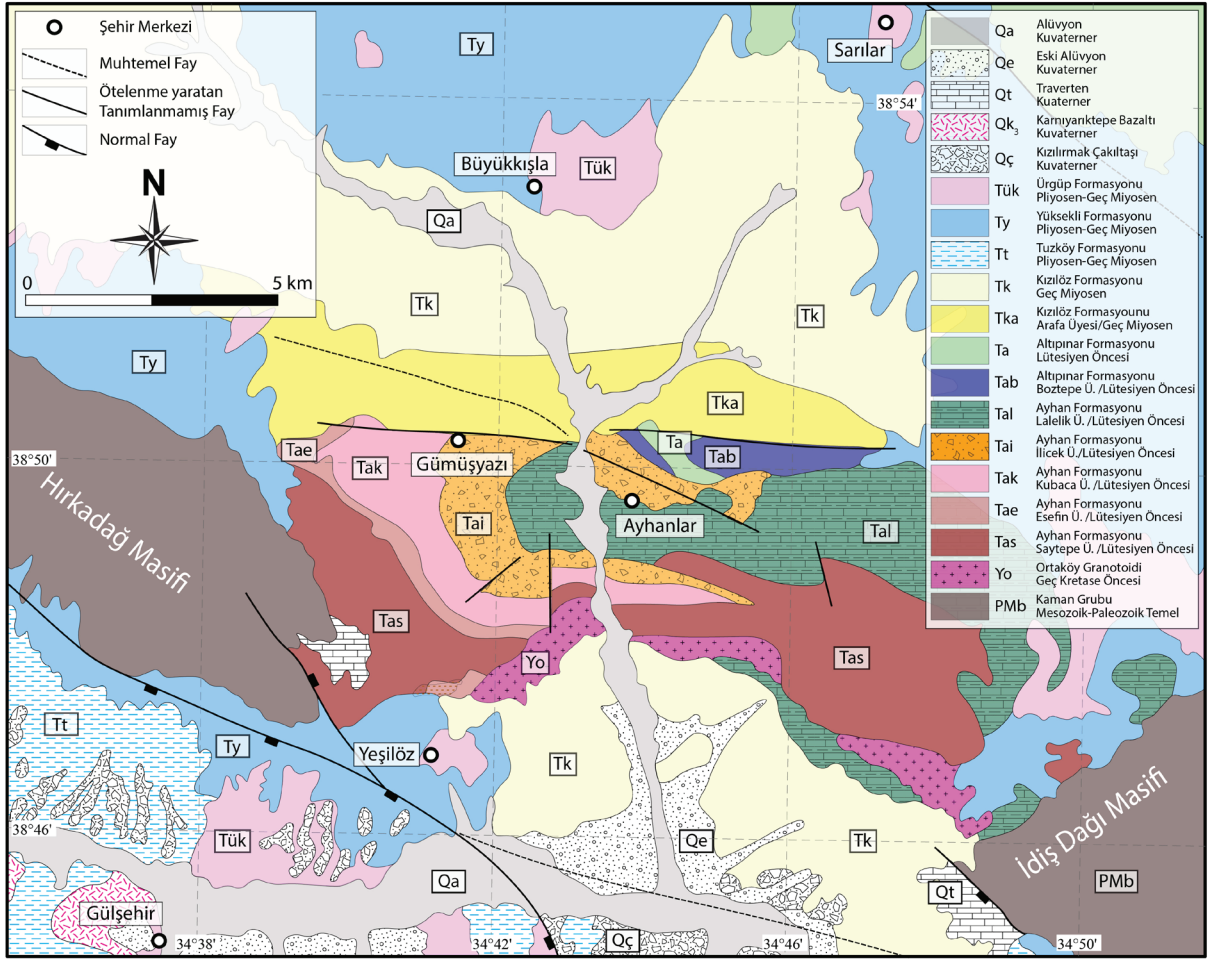 Şehir Merkezi
Muhtemel Fay
Ötelenme yaratan
Tanımlanmamış Fay
Normal Fay
N
0
5 km
Ty
Sarılar
38°54'
Büyükkışla
Tük
Qa
Tk
Tk
Ty
Tka
Tae
Tak
Gümüşyazı
Ta
Tab
38°50'
Hırkadağ Masifi
Tai
Ayhanlar
Tal
Tas
Yo
Tas
Tt
Ty
Yeşilöz
Tk
38°46'
Tük
Qe
Tk
İdiş Dağı Masifi
Qa
Qt
PMb
Gülşehir
34°38'
34°42'
Qç
34°46'
34°50'
Qa
Alüvyon
Kuvaterner
Qe
Eski Alüvyon
Kuvaterner
Qt
Traverten
Kuaterner
Qk3
Karnıyarıktepe Bazaltı
Kuvaterner
Qç
Kızılırmak Çakıltaşı
Kuvaterner
Tük
Ürgüp Formasyonu
Pliyosen-Geç Miyosen
Ty
Yüksekli Formasyonu
Pliyosen-Geç Miyosen
Tt
Tuzköy Formasyonu
Pliyosen-Geç Miyosen
Tk
Kızılöz Formasyonu
Geç Miyosen
Tka
Kızılöz Formasyounu
Arafa Üyesi/Geç Miyosen
Ta
Altıpınar Formasyonu
Lütesiyen Öncesi
Tab
Altıpınar Formasyonu
Boztepe Ü. /Lütesiyen Öncesi
Tal
Ayhan Formasyonu
Lalelik Ü. /Lütesiyen Öncesi
Tai
Ayhan Formasyonu
İlicek Ü./Lütesiyen Öncesi
Tak
Ayhan Formasyonu
Kubaca Ü. /Lütesiyen Öncesi
Tae
Ayhan Formasyonu
Esefin Ü. /Lütesiyen Öncesi
Tas
Ayhan Formasyonu
Saytepe Ü. /Lütesiyen Öncesi
Yo
Ortaköy Granotoidi
Geç Kretase Öncesi
PMb
Kaman Grubu
Mesozoik-Paleozoik Temel